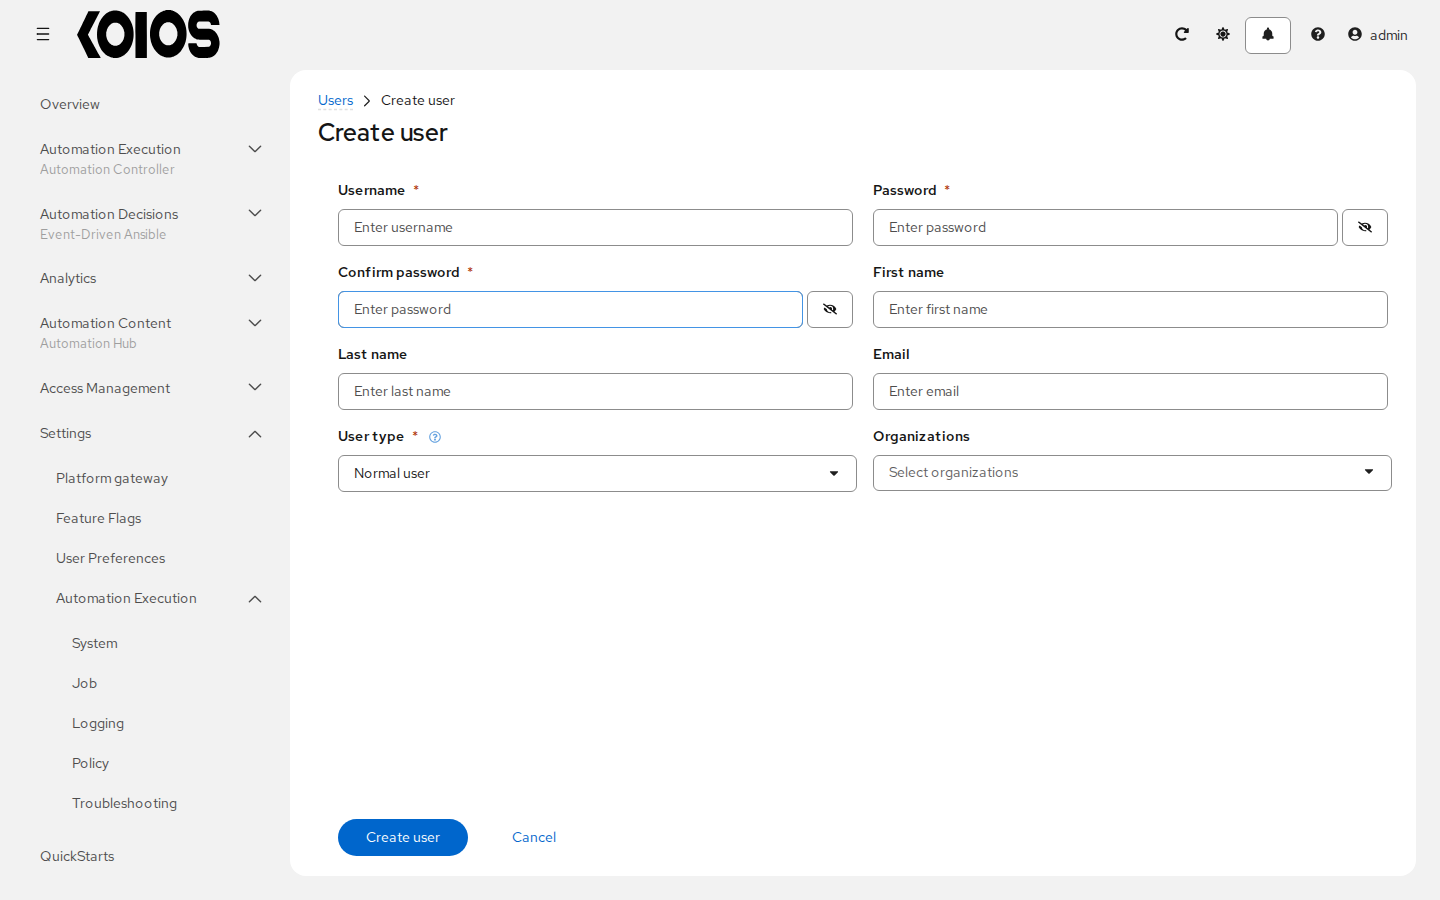 KOIOS
admin
Overview
Automation Execution
Automation Controller
Automation Decisions
Event-Driven Ansible
Analytics
Automation Content
Automation Hub
Access Management
Settings
Platform gateway
Feature Flags
User Preferences
Automation Execution
System
Job
Logging
Policy
Troubleshooting
QuickStarts
Users > Create user
Create user
Username *
Enter username
Password *
Enter password
Confirm password *
Enter password
First name
Enter first name
Last name
Enter last name
Email
Enter email
User type *
Normal user
Organizations
Select organizations
Create user
Cancel